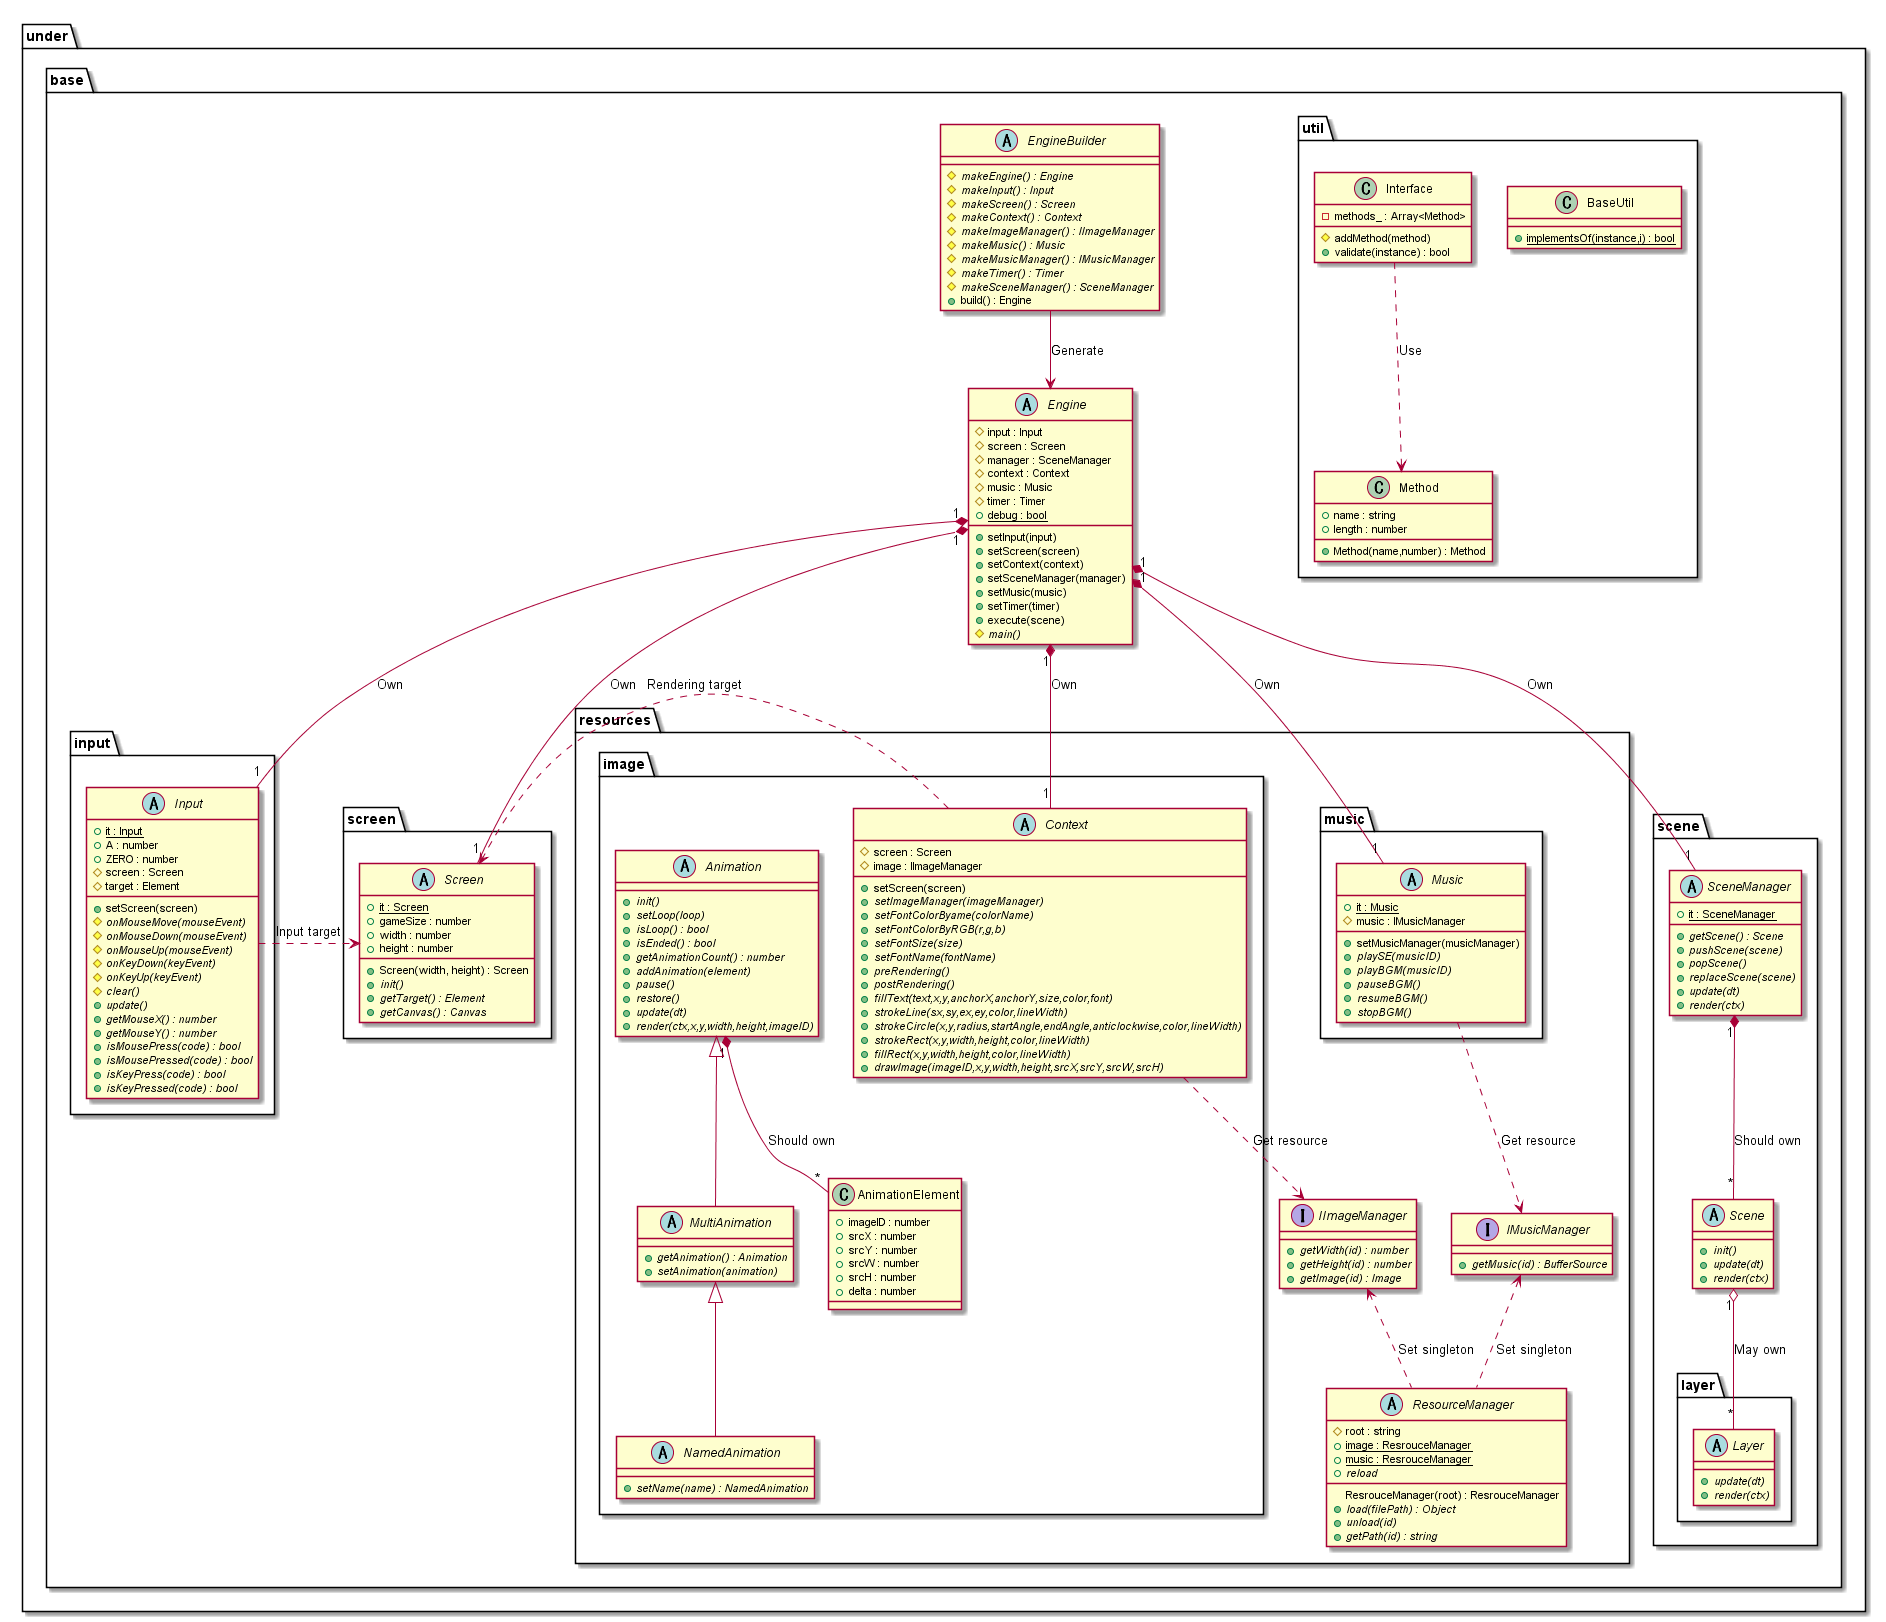 under
base
EngineBuilder
makeEngine() : Engine
makeInput() : Input
makeScreen() : Screen
makeContext() : Context
makeImageManager() : IImageManager
makeMusic() : Music
makeMusicManager() : IMusicManager
makeTimer() : Timer
makeSceneManager() : SceneManager
build() : Engine
Generate
util
Interface
methods_ : Array<Method>
addMethod(method)
validate(instance) : bool
BaseUtil
implementsOf(instance,i) : bool
Use
Method
name : string
length : number
Method(name,number) : Method
Engine
input : Input
screen : Screen
manager : SceneManager
context : Context
music : Music
timer : Timer
debug : bool
setInput(input)
setScreen(screen)
setContext(context)
setSceneManager(manager)
setMusic(music)
setTimer(timer)
execute(scene)
main()
1
1
1
1
1
Own
Own
Rendering target
Own
Own
Own
input
1
Input
it : Input
A : number
ZERO : number
screen : Screen
target : Element
setScreen(screen)
onMouseMove(mouseEvent)
onMouseDown(mouseEvent)
onMouseUp(mouseEvent)
onKeyDown(keyEvent)
onKeyUp(keyEvent)
clear()
update()
getMouseX() : number
getMouseY() : number
isMousePress(code) : bool
isMousePressed(code) : bool
isKeyPress(code) : bool
isKeyPressed(code) : bool
Input target
screen
1
Screen
it : Screen
gameSize : number
width : number
height : number
Screen(width, height) : Screen
init()
getTarget() : Element
getCanvas() : Canvas
resources
image
Animation
init()
setLoop(loop)
isLoop() : bool
isEnded() : bool
getAnimationCount() : number
addAnimation(element)
pause()
restore()
update(dt)
render(ctx,x,y,width,height,imageID)
1
Should own
*
1
Context
screen : Screen
image : IImageManager
setScreen(screen)
setImageManager(imageManager)
setFontColorByame(colorName)
setFontColorByRGB(r,g,b)
setFontSize(size)
setFontName(fontName)
preRendering()
postRendering()
fillText(text,x,y,anchorX,anchorY,size,color,font)
strokeLine(sx,sy,ex,ey,color,lineWidth)
strokeCircle(x,y,radius,startAngle,endAngle,anticlockwise,color,lineWidth)
strokeRect(x,y,width,height,color,lineWidth)
fillRect(x,y,width,height,color,lineWidth)
drawImage(imageID,x,y,width,height,srcX,srcY,srcW,srcH)
Get resource
MultiAnimation
getAnimation() : Animation
setAnimation(animation)
AnimationElement
imageID : number
srcX : number
srcY : number
srcW : number
srcH : number
delta : number
NamedAnimation
setName(name) : NamedAnimation
music
1
Music
it : Music
music : IMusicManager
setMusicManager(musicManager)
playSE(musicID)
playBGM(musicID)
pauseBGM()
resumeBGM()
stopBGM()
Get resource
IImageManager
getWidth(id) : number
getHeight(id) : number
getImage(id) : Image
IMusicManager
getMusic(id) : BufferSource
Set singleton
Set singleton
ResourceManager
root : string
image : ResrouceManager
music : ResrouceManager
reload
ResrouceManager(root) : ResrouceManager
load(filePath) : Object
unload(id)
getPath(id) : string
scene
1
SceneManager
it : SceneManager
getScene() : Scene
pushScene(scene)
popScene()
replaceScene(scene)
update(dt)
render(ctx)
1
Should own
*
Scene
init()
update(dt)
render(ctx)
1
May own
layer
*
Layer
update(dt)
render(ctx)